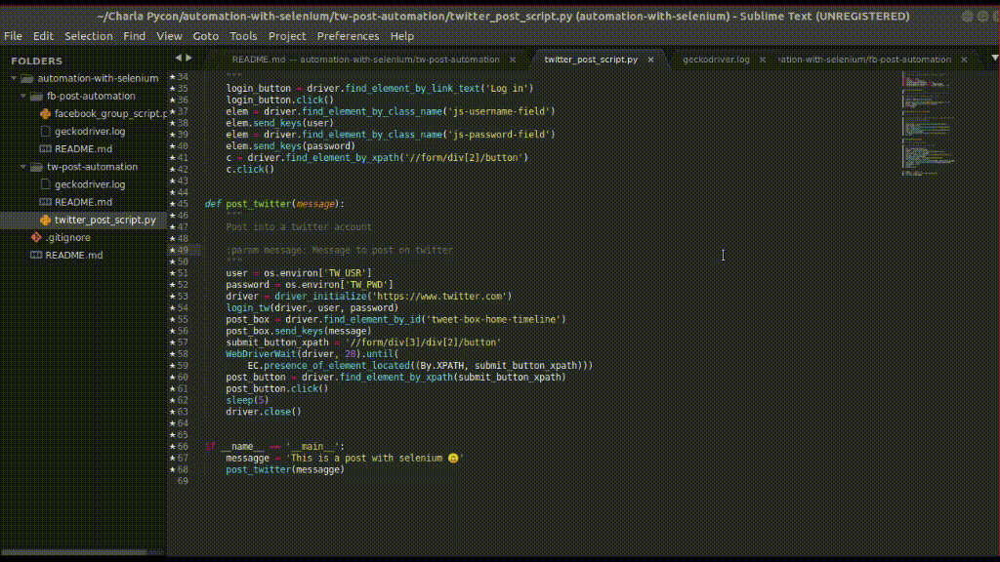 ~/Charla Pycon/automation-with-selenium/tw-post-automation/twitter_post_script.py (automation-with-selenium) - Sublime Text (UNREGISTERED)
File Edit Selection Find View Goto Tools Project Preferences Help
FOLDERS
automation-with-selenium
fb-post-automation
facebook_group_script.p
geckodriver.log
README.md
tw-post-automation
geckodriver.log
README.md
twitter_post_script.py
.gitignore
README.md
README.md — automation-with-selenium/tw-post-automation × twitter_post_script.py × geckodriver.log × ation-with-selenium/fb-post-automation ×
34 """
35 login_button = driver.find_element_by_link_text('Log in')
36 login_button.click()
37 elem = driver.find_element_by_class_name('js-username-field')
38 elem.send_keys(user)
39 elem = driver.find_element_by_class_name('js-password-field')
40 elem.send_keys(password)
41 c = driver.find_element_by_xpath('//form/div[2]/button')
42 c.click()
43
44
45 def post_twitter(message):
46 """
47 Post into a twitter account
48
49 :param message: Message to post on twitter
50 """
51 user = os.environ['TW_USR']
52 password = os.environ['TW_PWD']
53 driver = driver_initialize('https://www.twitter.com')
54 login_tw(driver, user, password)
55 post_box = driver.find_element_by_id('tweet-box-home-timeline')
56 post_box.send_keys(message)
57 submit_button_xpath = '//form/div[3]/div[2]/button'
58 WebDriverWait(driver, 20).until(
59 EC.presence_of_element_located((By.XPATH, submit_button_xpath)))
60 post_button = driver.find_element_by_xpath(submit_button_xpath)
61 post_button.click()
62 sleep(5)
63 driver.close()
64
65
66 if __name__ == '__main__':
67 messagge = 'This is a post with selenium '
68 post_twitter(messagge)
69